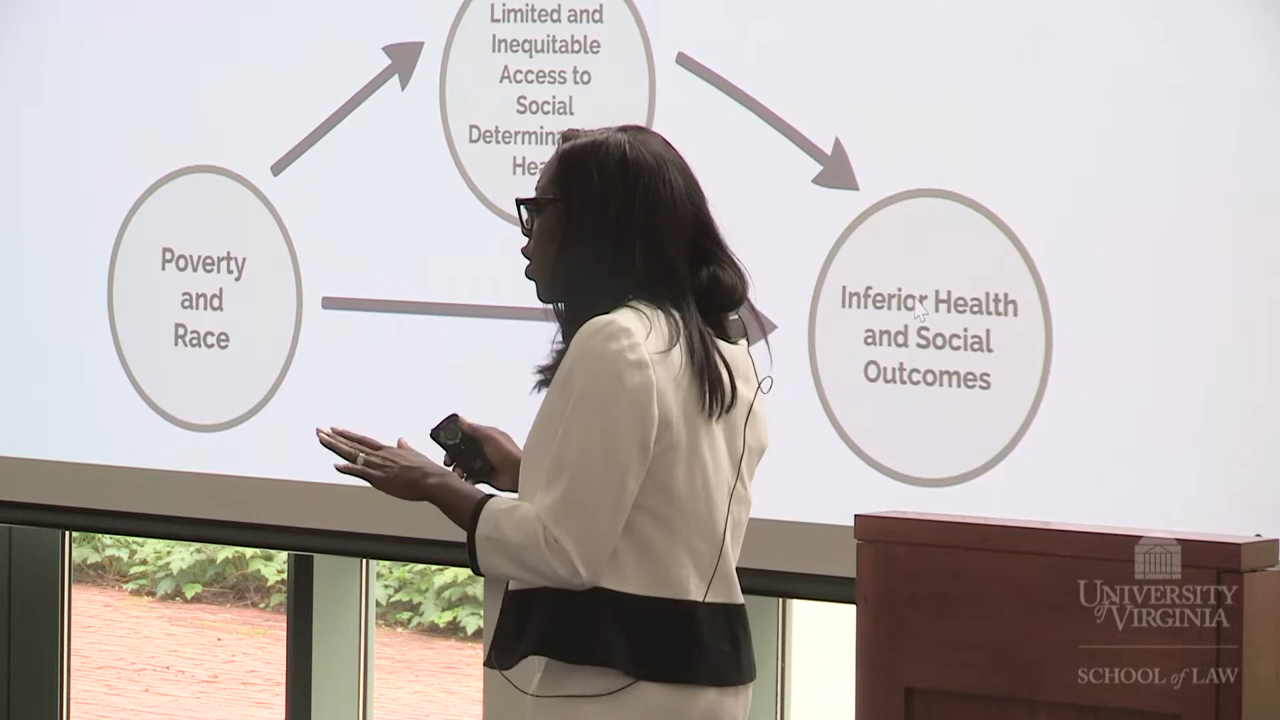 Limited and
Inequitable
Access to
Social
Poverty
and
Race
Inferior Health
and Social
Outcomes
UNIVERSITY
of VIRGINIA
SCHOOL of LAW